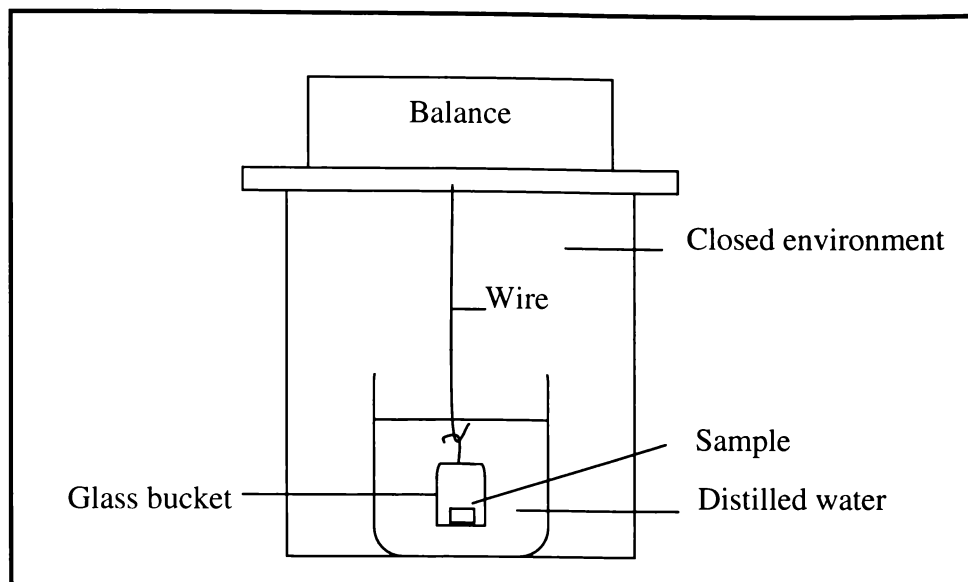 Balance
Closed environment
Wire
Sample
Glass bucket
Distilled water